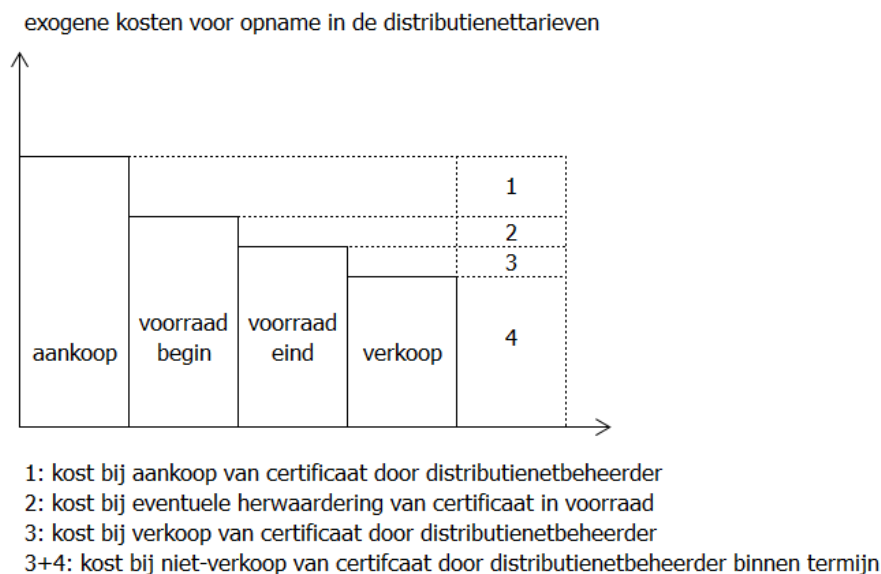 exogene kosten voor opname in de distributienettarieven
1
2
3
voorraad voorraad
aankoop begin eind verkoop 4
1: kost bij aankoop van certificaat door distributienetbeheerder
2: kost bij eventuele herwaardering van certificaat in voorraad
3: kost bij verkoop van certificaat door distributienetbeheerder
3+4: kost bij niet-verkoop van certifcaat door distributienetbeheerder binnen termijn